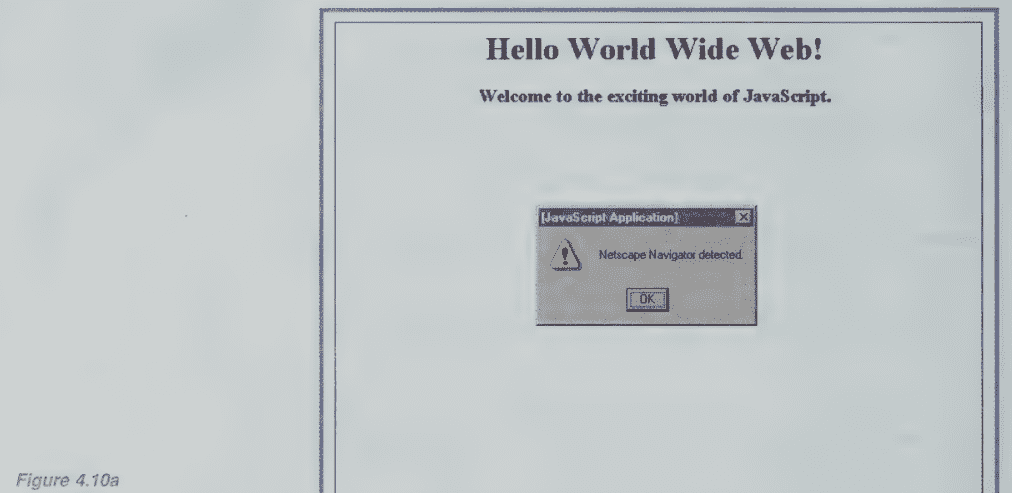 Hello World Wide Web!
Welcome to the exciting world of JavaScript.
[JavaScript Application]
Netscape Navigator detected.
OK
Figure 4.10a